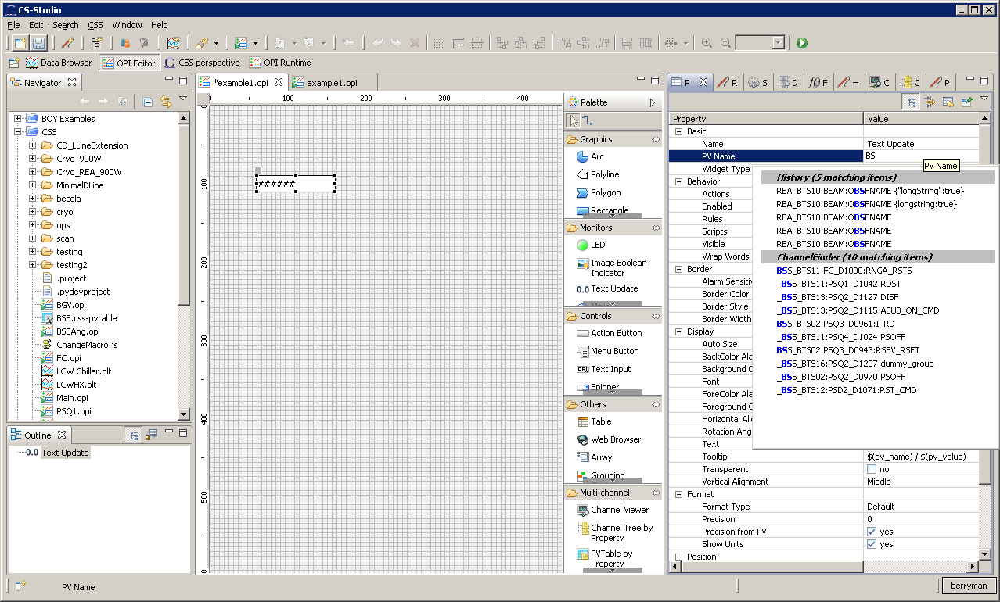 CS-Studio
File Edit Search CSS Window Help
Data Browser OPI Editor CSS perspective OPI Runtime
Navigator
BOY Examples
CSS
CD_LLineExtension
Cryo_900W
Cryo_REA_900W
MinimalDLine
becola
cryo
ops
scan
testing
testing2
.project
.pydevproject
BGV.opi
BSS.css-pvtable
BSSAng.opi
ChangeMacro.js
FC.opi
LCW Chiller.plt
LCWHX.plt
Main.opi
PSQ1.opi
Outline
0.0 Text Update
*example1.opi example1.opi
0 100 200 300 400
0
100
200
300
400
500
######
Palette
Graphics
Arc
Polyline
Polygon
Rectangle
Monitors
LED
Image Boolean
Indicator
0.0 Text Update
Controls
Action Button
Menu Button
Text Input
Spinner
Others
Table
Web Browser
Array
Grouping
Multi-channel
Channel Viewer
Channel Tree by
Property
PVTable by
Property
P R S D F = C C P
Property Value
Basic
Name Text Update
PV Name BS
PV Name
Widget Type
Behavior
Actions
Enabled
Rules
Scripts
Visible
Wrap Words
Border
Alarm Sensitiv
Border Color
Border Style
Border Width
Display
Auto Size
BackColor Ala
Background C
Font
ForeColor Ala
Foreground C
Horizontal Ali
Rotation Ang
Text
Tooltip $(pv_name) / $(pv_value)
Transparent no
Vertical Alignment Middle
Format
Format Type Default
Precision 0
Precision from PV yes
Show Units yes
Position
History (5 matching items)
REA_BTS10:BEAM:OBSFNAME {"longString":true}
REA_BTS10:BEAM:OBSFNAME {longstring:true}
REA_BTS10:BEAM:OBSFNAME
REA_BTS10:BEAM:OBSFNAME
REA_BTS10:BEAM:OBSFNAME
ChannelFinder (10 matching items)
BSS_BTS11:FC_D1000:RNGA_RSTS
_BSS_BTS11:PSQ1_D1042:RDST
_BSS_BTS13:PSQ2_D1127:DISF
_BSS_BTS13:PSQ2_D1115:ASUB_ON_CMD
BSS_BTS02:PSQ3_D0961:I_RD
_BSS_BTS11:PSQ4_D1024:PSOFF
BSS_BTS02:PSQ3_D0943:RSSV_RSET
_BSS_BTS16:PSQ2_D1207:dummy_group
_BSS_BTS02:PSQ2_D0970:PSOFF
_BSS_BTS12:PSD2_D1071:RST_CMD
PV Name
berryman